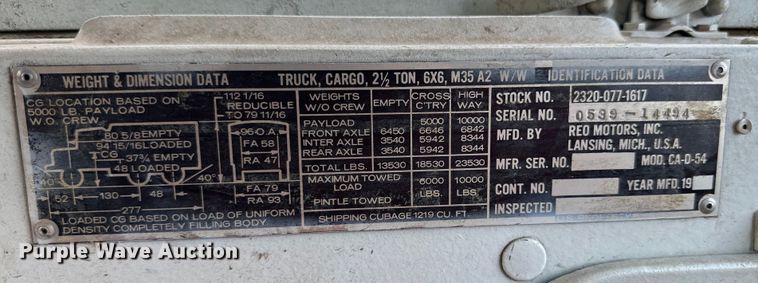 WEIGHT & DIMENSION DATA TRUCK, CARGO, 2½ TON, 6X6, M35 A2 W/W IDENTIFICATION DATA
CG LOCATION BASED ON
5000 LB. PAYLOAD
W.O. CREW
112 1/16
REDUCIBLE
TO 79 11/16
80 5/8 EMPTY
94 15/16 LOADED
CG
37¾ EMPTY
48 LOADED
96 O.A.
FA 58
RA 47
40°
40°
52 130 48
277
FA 79
RA 93
LOADED CG BASED ON LOAD OF UNIFORM
DENSITY COMPLETELY FILLING BODY
WEIGHTS W/O CREW EMPTY CROSS C'TRY HIGH WAY
PAYLOAD 5000 10000
FRONT AXLE 6450 6646 6842
INTER AXLE 3540 5942 8344
REAR AXLE 3540 5942 8344
TOTAL LBS. 13530 18530 23530
MAXIMUM TOWED LOAD 6000 10000
PINTLE TOWED LBS. LBS.
SHIPPING CUBAGE 1219 CU. FT.
STOCK NO. 2320-077-1617
SERIAL NO. 0599-14494
MFD. BY REO MOTORS, INC.
LANSING, MICH., U.S.A.
MFR. SER. NO. MOD. CA-D-54
CONT. NO. YEAR MFD. 19
INSPECTED
Purple Wave Auction